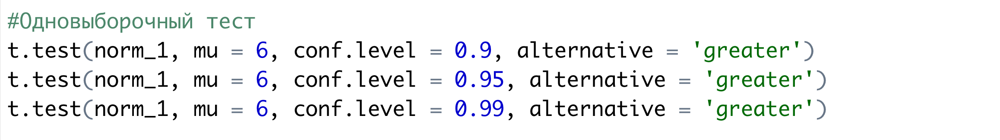 #Одновыборочный тест
t.test(norm_1, mu = 6, conf.level = 0.9, alternative = 'greater')
t.test(norm_1, mu = 6, conf.level = 0.95, alternative = 'greater')
t.test(norm_1, mu = 6, conf.level = 0.99, alternative = 'greater')